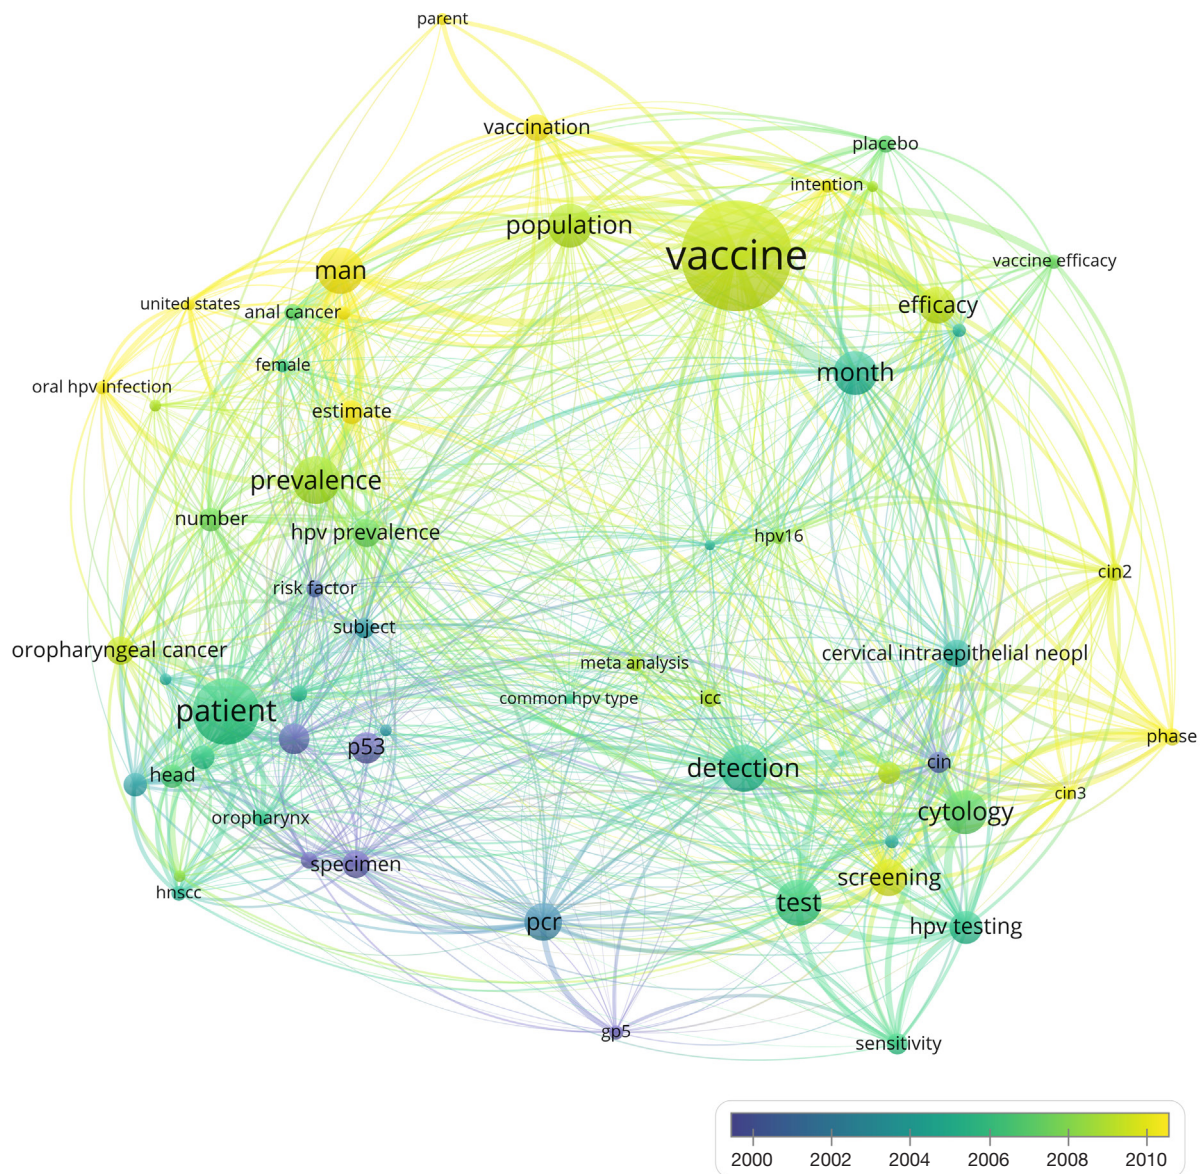 parent
vaccination
placebo
intention
population
vaccine
vaccine efficacy
man
united states
anal cancer
efficacy
female
month
oral hpv infection
estimate
prevalence
number
hpv prevalence
hpv16
cin2
risk factor
subject
oropharyngeal cancer
cervical intraepithelial neopl
meta analysis
common hpv type
icc
patient
phase
p53
cin
detection
head
cin3
cytology
oropharynx
specimen
screening
hnscc
test
pcr
hpv testing
gp5
sensitivity
2000 2002 2004 2006 2008 2010